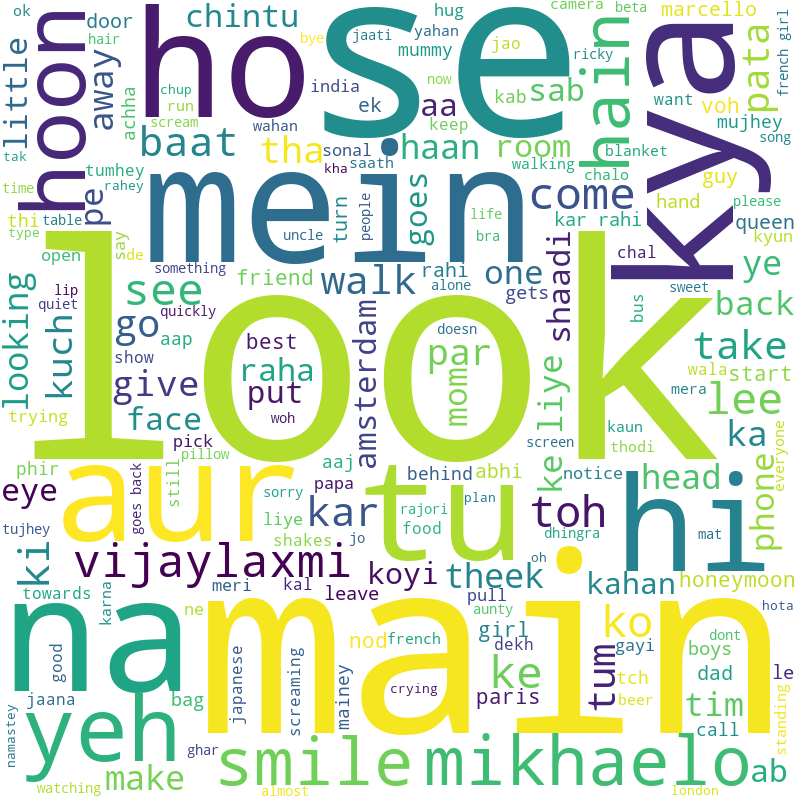 ok
door
chintu
hug
yahan
jaati
camera
beta
marcello
hair
bye
jao
ricky
french girl
little
hoon
away
ho
se
hain
kya
pata
mummy
india
aa
kab
sab
want
voh
chup
run
achha
scream
ek
keep
now
mujhey
song
wahan
baat
tha
sonal
haan
room
walking
blanket
tak
tumhey
kha
saath
chalo
guy
please
time
rahey
pe
mein
turn
people
goes
come
kar rahi
hand
queen
thi
table
uncle
life
bra
kyun
type
say
de
open
something
friend
rahi
alone
one
shaadi
chal
ye
lip
see
walk
gets
sweet
quiet
quickly
looking
look
kuch
go
aap
best
amsterdam
doesn
bus
back
show
raha
par
take
give
put
mom
mera
wala
start
trying
face
woh
liye
kaun
lee
pick
screen
thodi
ka
phir
pillow
aaj
behind
abhi
ke
notice
head
phone
everyone
eye
aur
goes back
still
sorry
papa
tu
plan
hi
tujhey
liye
kar
rajori
food
toh
mat
ki
shakes
jo
dhingra
vijaylaxmi
oh
towards
meri
kal
koyi
theek
kahan
honeymoon
karna
ne
leave
pull
aunty
hota
na
main
nod
french
girl
ko
dont
good
dekh
gayi
boys
japanese
screaming
mainey
ke
tum
tch
dad
le
jaana
bag
crying
paris
beer
tim
standing
yeh
call
namastey
ghar
smile
mikhaelo
ab
make
watching
almost
london